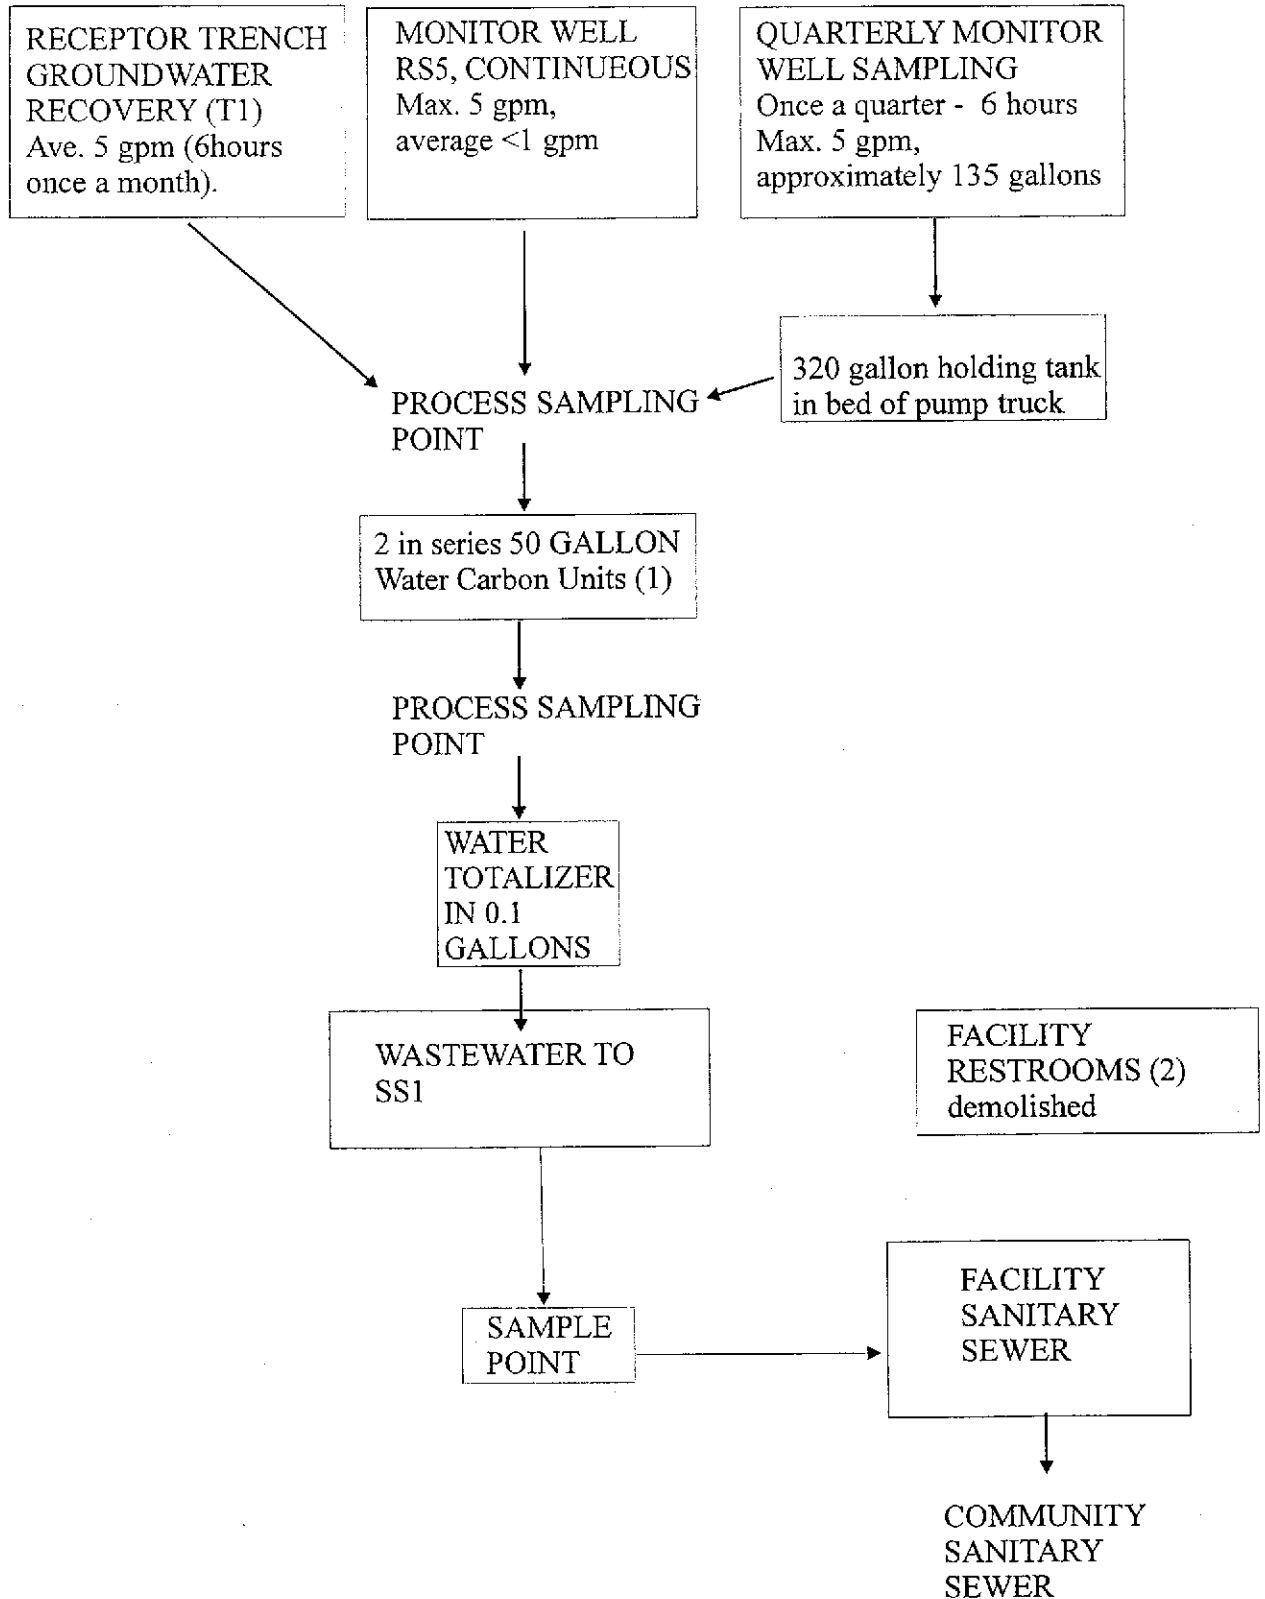 RECEPTOR TRENCH
GROUNDWATER
RECOVERY (T1)
Ave. 5 gpm (6hours
once a month).
MONITOR WELL
RS5, CONTINUEOUS
Max. 5 gpm,
average <1 gpm
QUARTERLY MONITOR
WELL SAMPLING
Once a quarter - 6 hours
Max. 5 gpm,
approximately 135 gallons
320 gallon holding tank
in bed of pump truck
PROCESS SAMPLING
POINT
2 in series 50 GALLON
Water Carbon Units (1)
PROCESS SAMPLING
POINT
WATER
TOTALIZER
IN 0.1
GALLONS
WASTEWATER TO
SS1
FACILITY
RESTROOMS (2)
demolished
SAMPLE
POINT
FACILITY
SANITARY
SEWER
COMMUNITY
SANITARY
SEWER